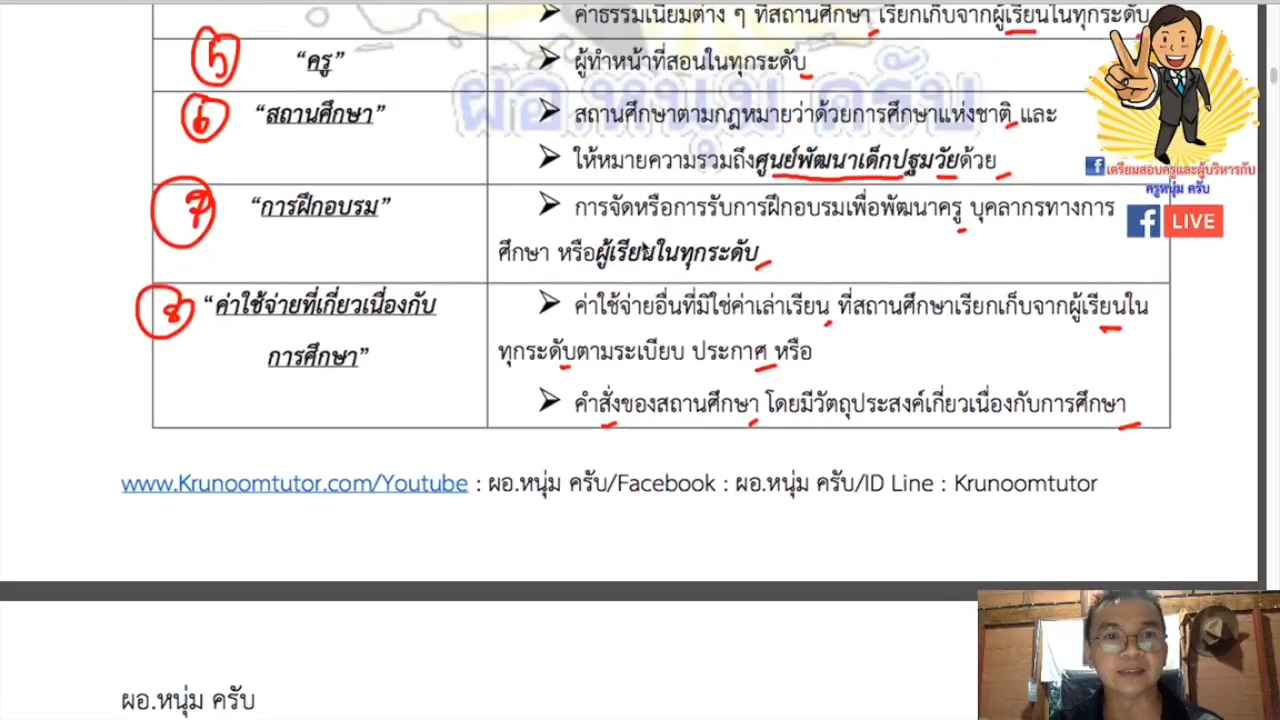 ➢ ค่าธรรมเนียมต่าง ๆ ที่สถานศึกษา เรียกเก็บจากผู้เรียนในทุกระดับ
5 “ครู” ➢ ผู้ทำหน้าที่สอนในทุกระดับ
ผอ.หนุ่ม ครับ
6 “สถานศึกษา” ➢ สถานศึกษาตามกฎหมายว่าด้วยการศึกษาแห่งชาติ และ
➢ ให้หมายความรวมถึงศูนย์พัฒนาเด็กปฐมวัยด้วย
เตรียมสอบครูและผู้บริหารกับ
ครูหนุ่ม ครับ
LIVE
7 “การฝึกอบรม” ➢ การจัดหรือการรับการฝึกอบรมเพื่อพัฒนาครู บุคลากรทางการ
ศึกษา หรือผู้เรียนในทุกระดับ
8 “ค่าใช้จ่ายที่เกี่ยวเนื่องกับ ➢ ค่าใช้จ่ายอื่นที่มิใช่ค่าเล่าเรียน ที่สถานศึกษาเรียกเก็บจากผู้เรียนใน
การศึกษา” ทุกระดับตามระเบียบ ประกาศ หรือ
➢ คำสั่งของสถานศึกษา โดยมีวัตถุประสงค์เกี่ยวเนื่องกับการศึกษา
www.Krunoomtutor.com/Youtube : ผอ.หนุ่ม ครับ/Facebook : ผอ.หนุ่ม ครับ/ID Line : Krunoomtutor
ผอ.หนุ่ม ครับ